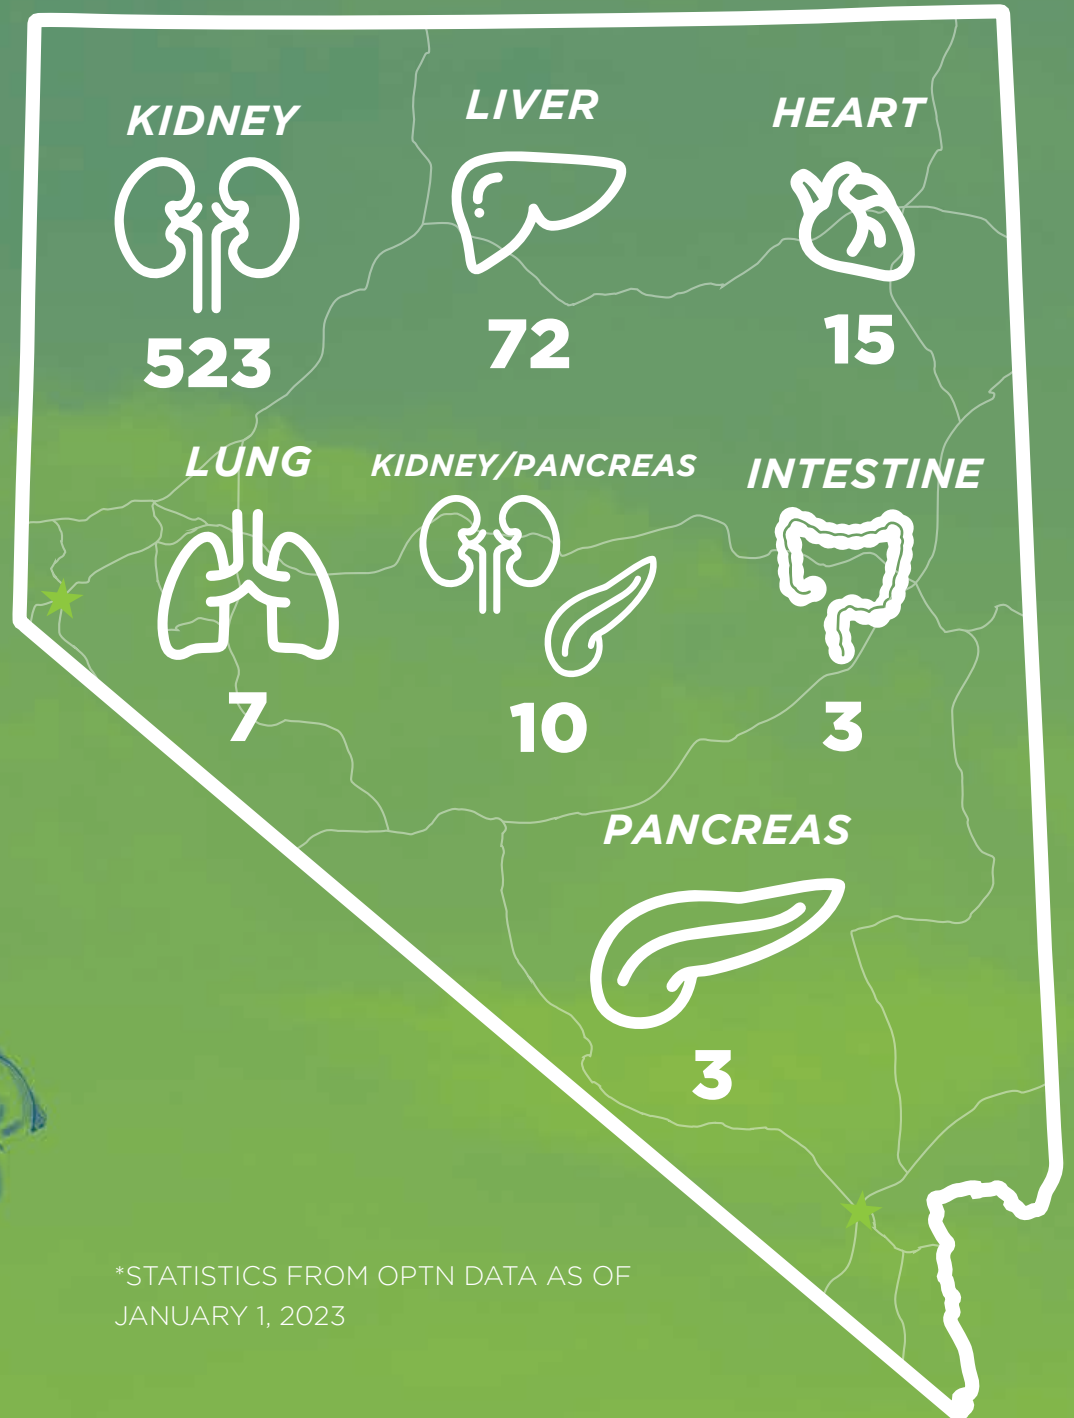 KIDNEY
523
LIVER
72
HEART
15
LUNG
7
KIDNEY/PANCREAS
10
INTESTINE
3
PANCREAS
3
*STATISTICS FROM OPTN DATA AS OF
JANUARY 1, 2023